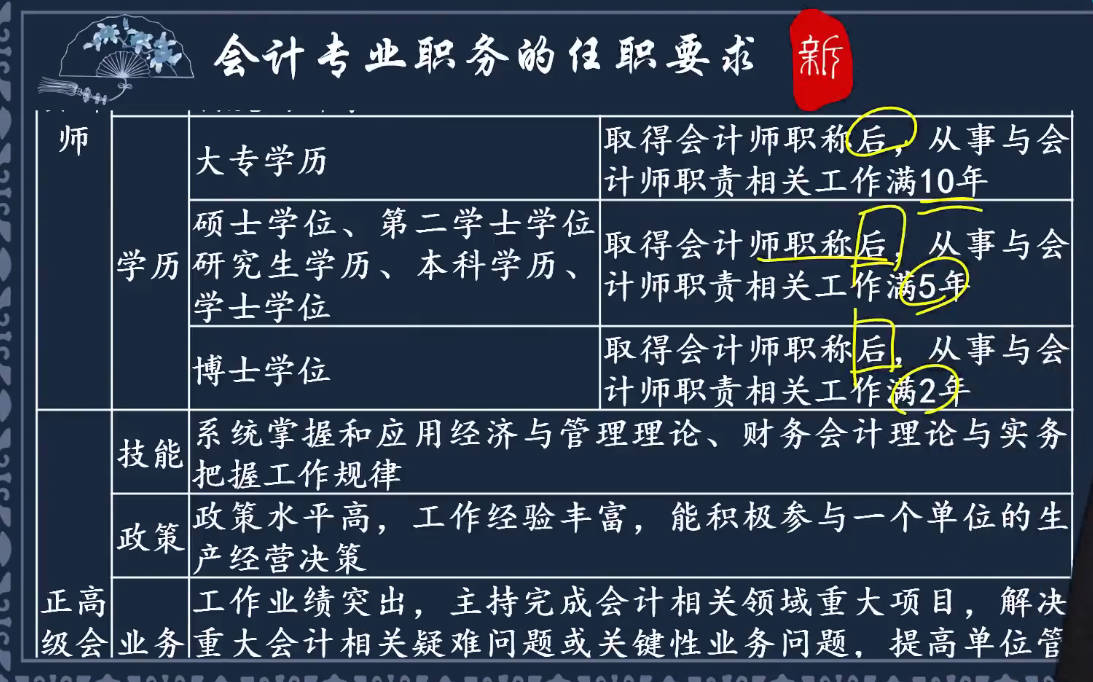 会计专业职务的任职要求
新
师
学历
大专学历
取得会计师职称后，从事与会
计师职责相关工作满10年
硕士学位、第二学士学位
研究生学历、本科学历、
学士学位
取得会计师职称后，从事与会
计师职责相关工作满5年
博士学位
取得会计师职称后，从事与会
计师职责相关工作满2年
正高
级会
技能
系统掌握和应用经济与管理理论、财务会计理论与实务
把握工作规律
政策
政策水平高，工作经验丰富，能积极参与一个单位的生
产经营决策
业务
工作业绩突出，主持完成会计相关领域重大项目，解决
重大会计相关疑难问题或关键性业务问题，提高单位管